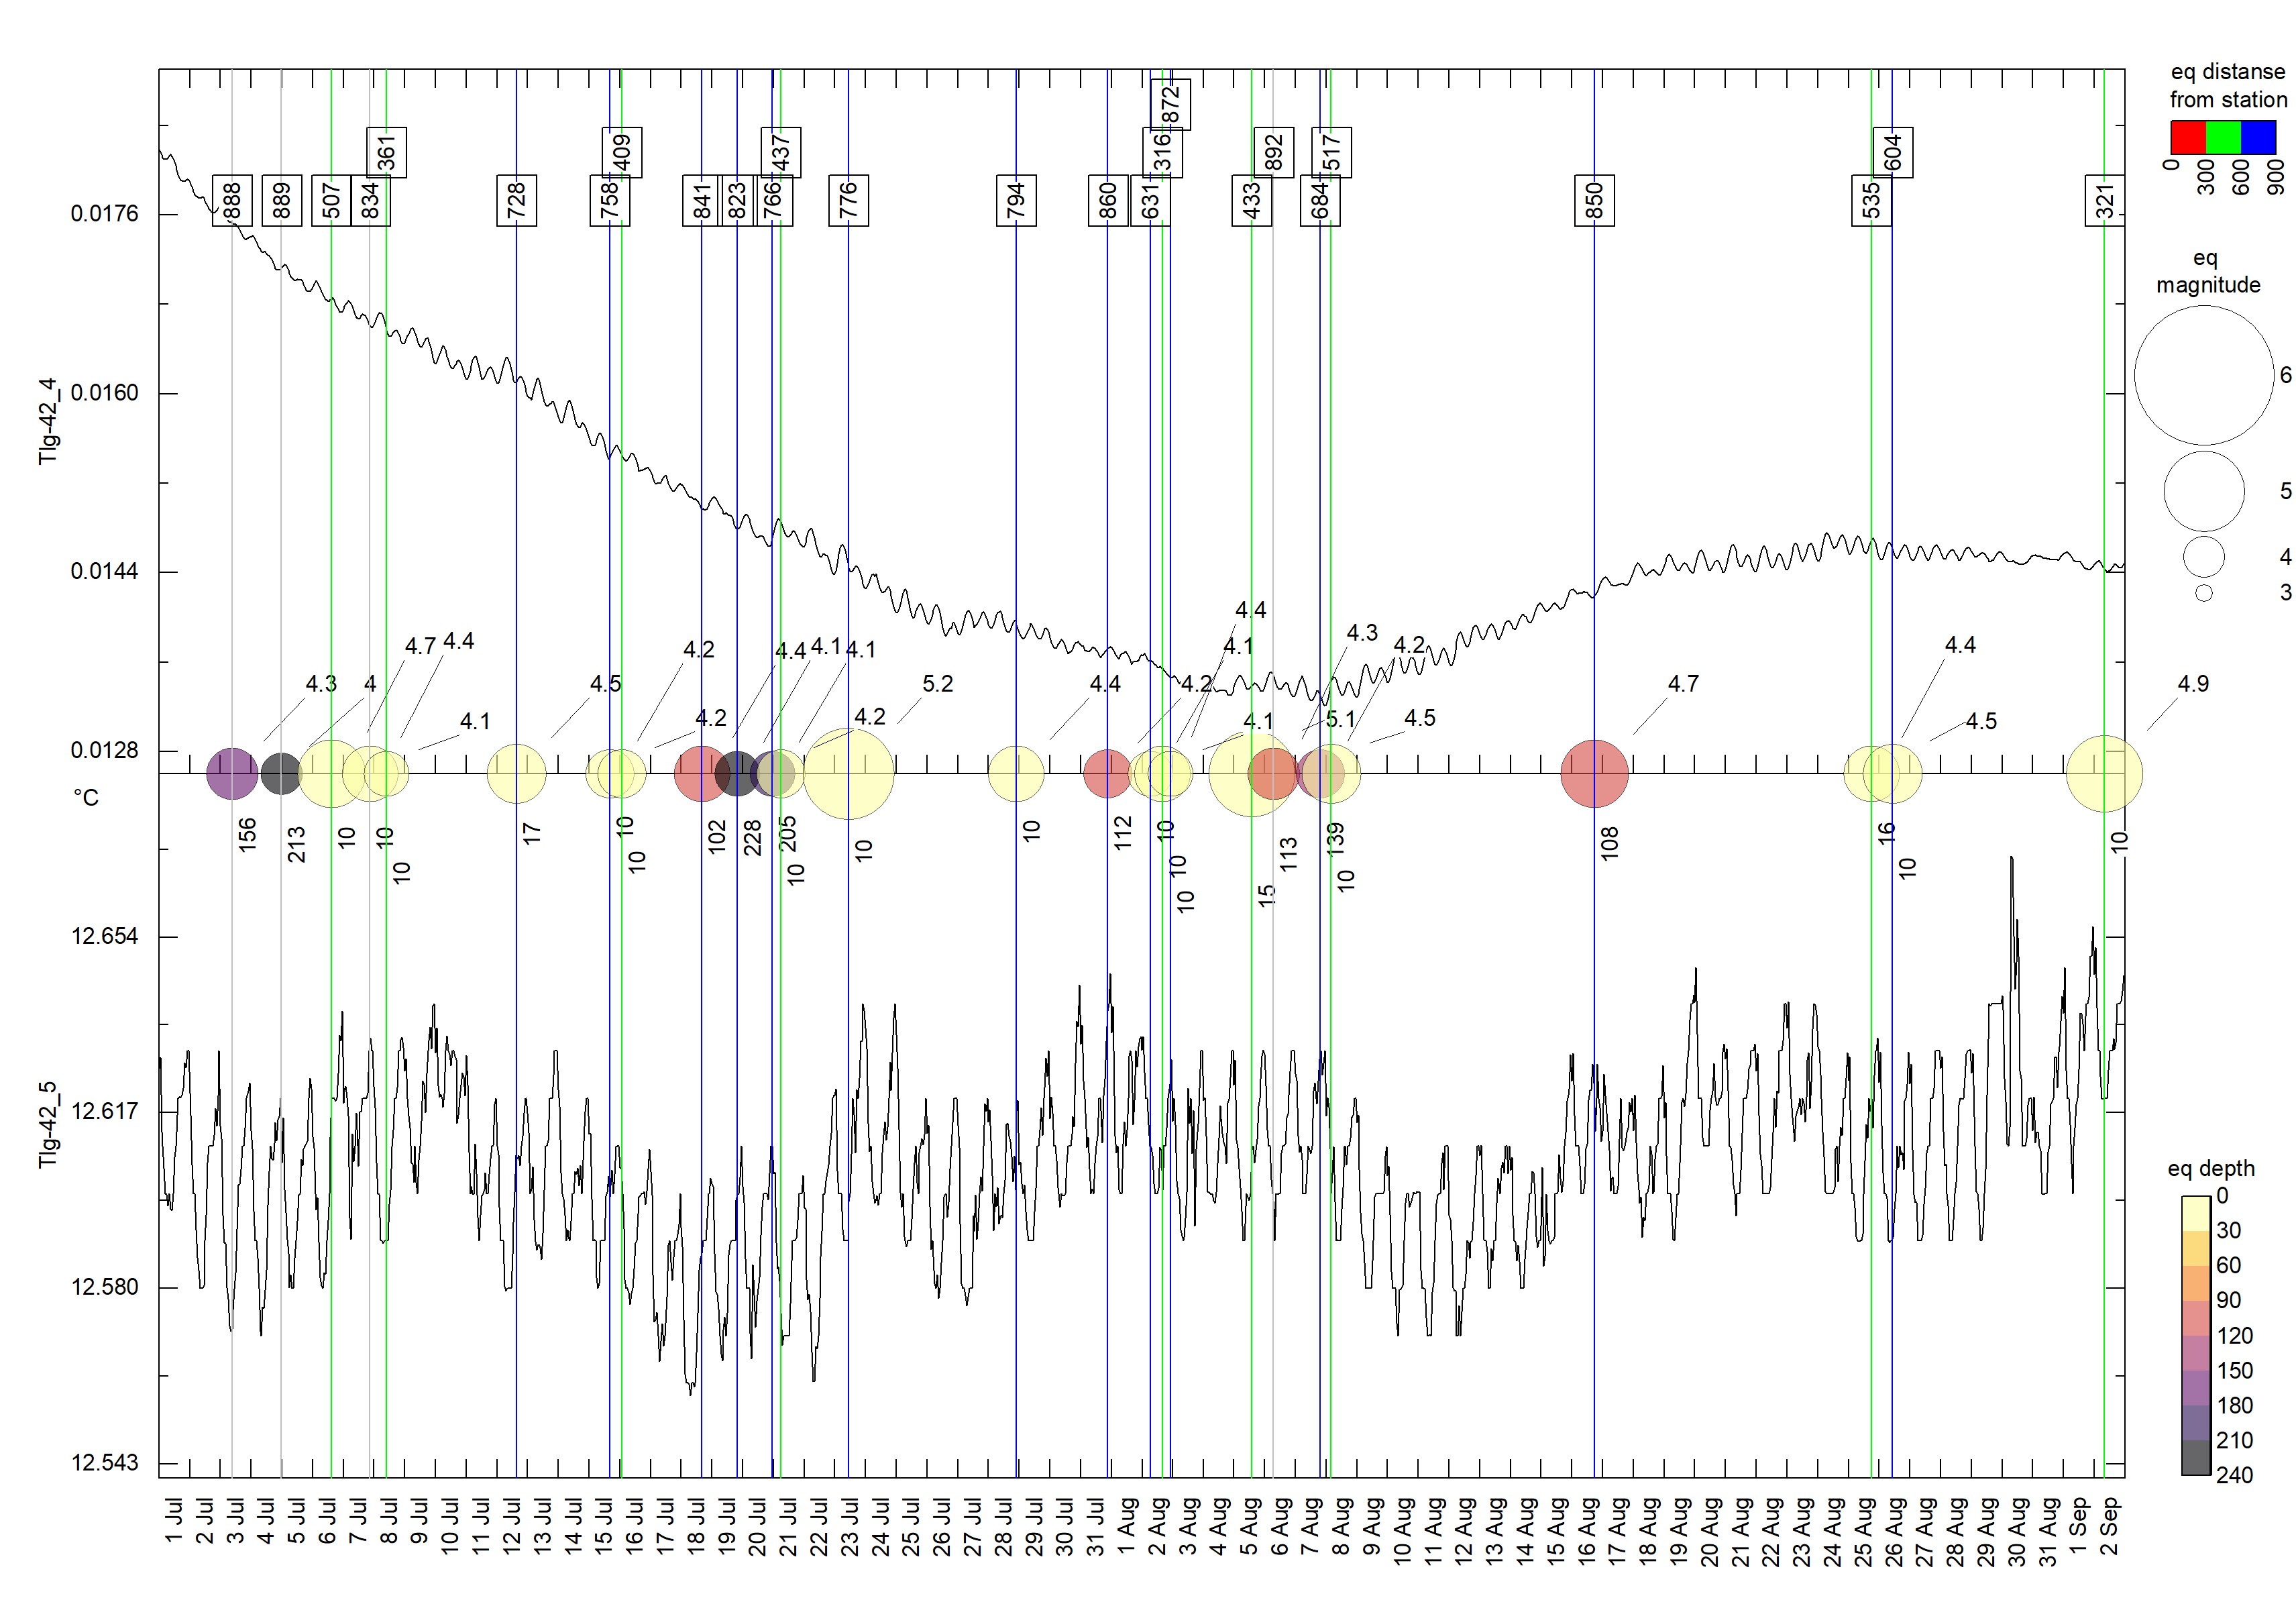 eq distanse
from station
0
300
600
900
872
361
409
437
316
892
517
604
888
889
507
834
728
758
841
823
766
776
794
860
631
433
684
850
535
321
0.0176
0.0160
0.0144
0.0128
Tlg-42_4
°C
eq
magnitude
6
5
4
3
4.4
4.7
4.4
4.2
4.4
4.1
4.1
4.1
4.3
4.2
4.4
4.3
4
4.5
5.2
4.4
4.2
4.7
4.9
4.1
4.2
4.2
4.1
5.1
4.5
4.5
156
213
10
10
10
17
10
10
102
228
205
10
10
10
112
10
10
10
15
113
139
10
108
16
10
10
12.654
12.617
12.580
12.543
Tlg-42_5
eq depth
0
30
60
90
120
150
180
210
240
1 Jul
2 Jul
3 Jul
4 Jul
5 Jul
6 Jul
7 Jul
8 Jul
9 Jul
10 Jul
11 Jul
12 Jul
13 Jul
14 Jul
15 Jul
16 Jul
17 Jul
18 Jul
19 Jul
20 Jul
21 Jul
22 Jul
23 Jul
24 Jul
25 Jul
26 Jul
27 Jul
28 Jul
29 Jul
30 Jul
31 Jul
1 Aug
2 Aug
3 Aug
4 Aug
5 Aug
6 Aug
7 Aug
8 Aug
9 Aug
10 Aug
11 Aug
12 Aug
13 Aug
14 Aug
15 Aug
16 Aug
17 Aug
18 Aug
19 Aug
20 Aug
21 Aug
22 Aug
23 Aug
24 Aug
25 Aug
26 Aug
27 Aug
28 Aug
29 Aug
30 Aug
31 Aug
1 Sep
2 Sep